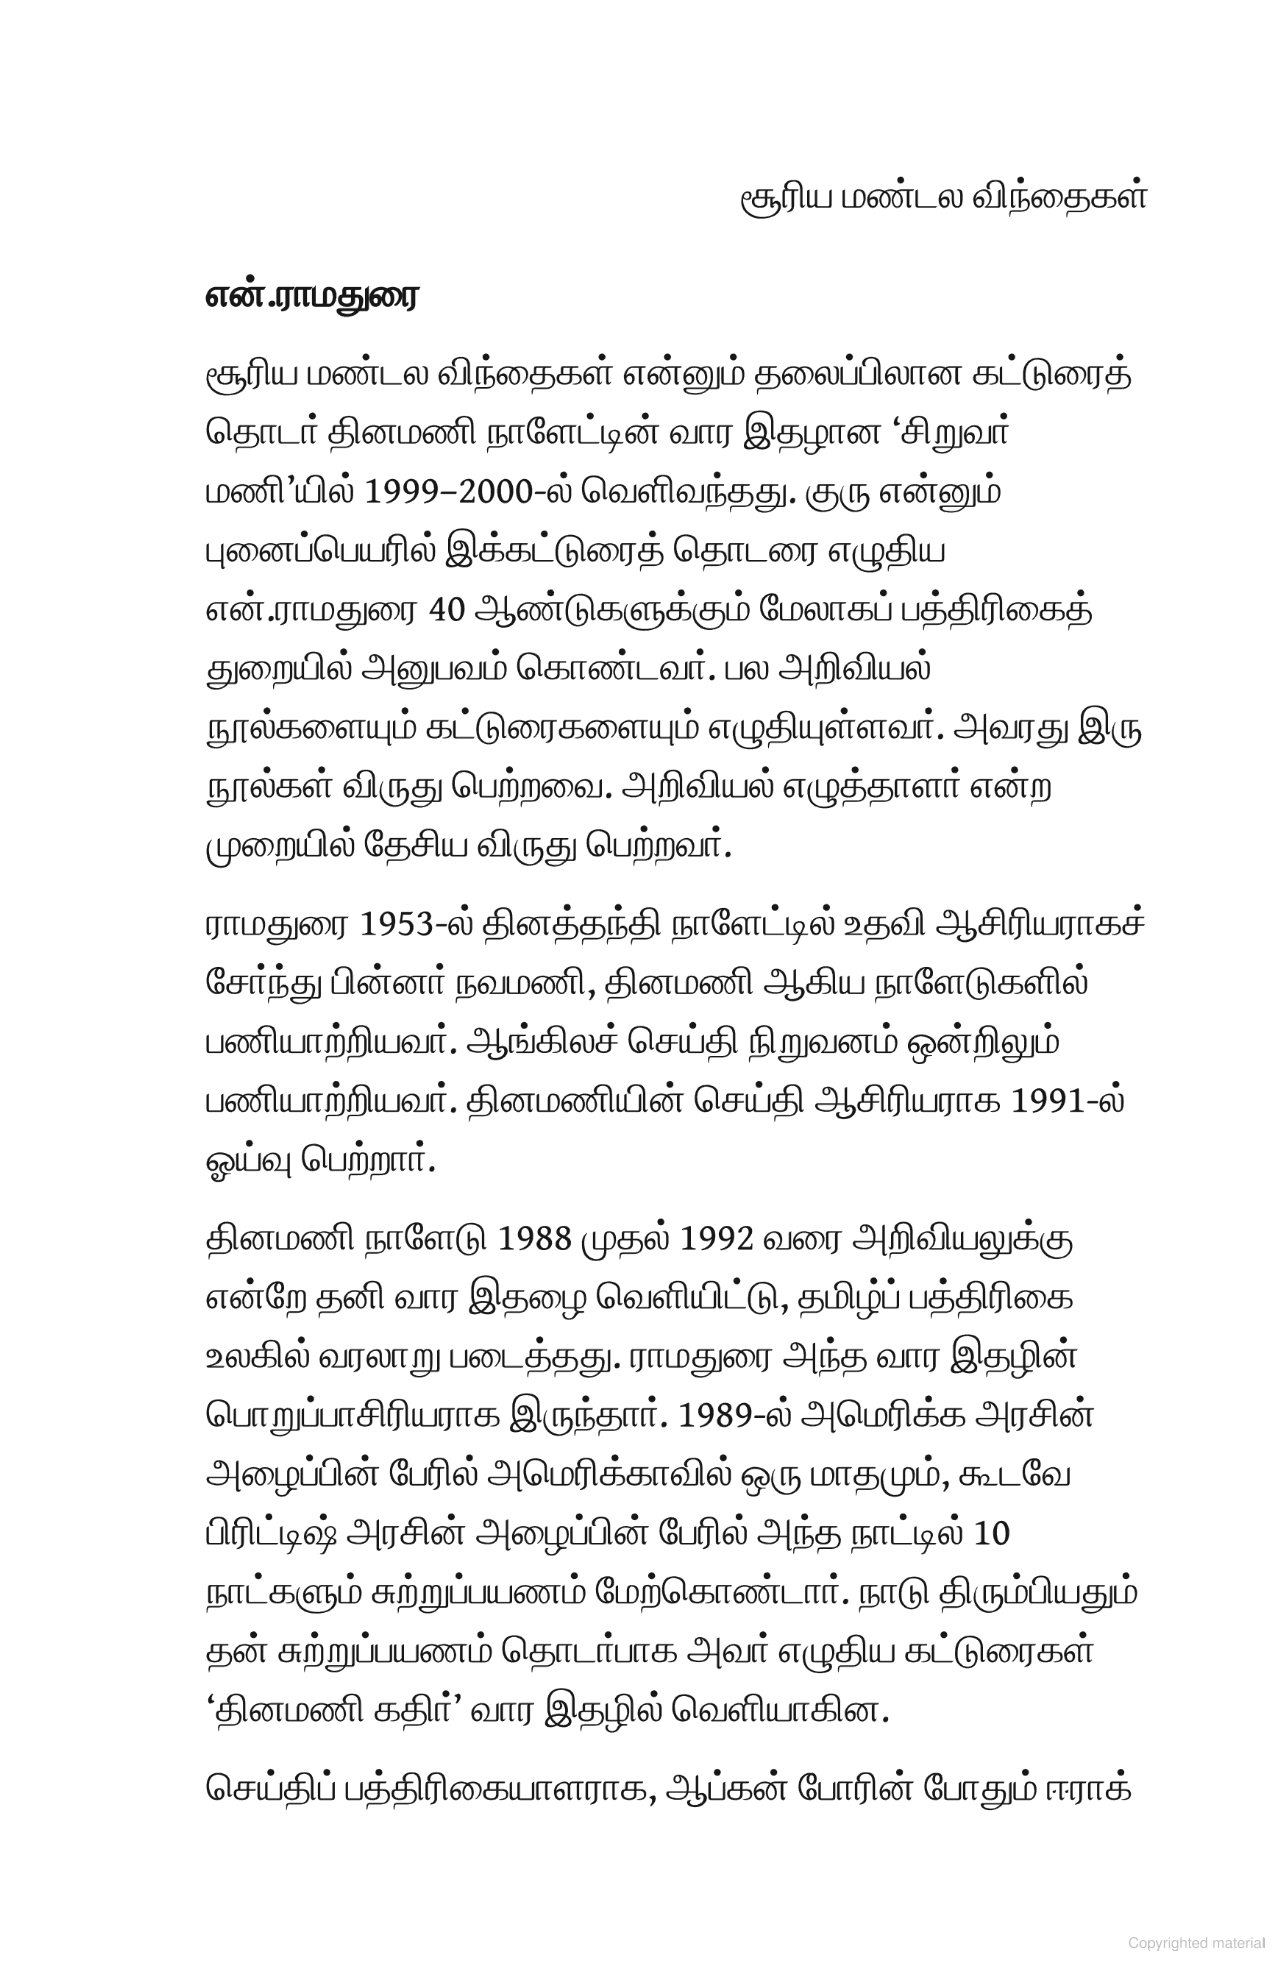 சூரிய மண்டல விந்தைகள்
என்.ராமதுரை
சூரிய மண்டல விந்தைகள் என்னும் தலைப்பிலான கட்டுரைத்
தொடர் தினமணி நாளேட்டின் வார இதழான ‘சிறுவர்
மணி’யில் 1999–2000-ல் வெளிவந்தது. குரு என்னும்
புனைப்பெயரில் இக்கட்டுரைத் தொடரை எழுதிய
என்.ராமதுரை 40 ஆண்டுகளுக்கும் மேலாகப் பத்திரிகைத்
துறையில் அனுபவம் கொண்டவர். பல அறிவியல்
நூல்களையும் கட்டுரைகளையும் எழுதியுள்ளவர். அவரது இரு
நூல்கள் விருது பெற்றவை. அறிவியல் எழுத்தாளர் என்ற
முறையில் தேசிய விருது பெற்றவர்.
ராமதுரை 1953-ல் தினத்தந்தி நாளேட்டில் உதவி ஆசிரியராகச்
சேர்ந்து பின்னர் நவமணி, தினமணி ஆகிய நாளேடுகளில்
பணியாற்றியவர். ஆங்கிலச் செய்தி நிறுவனம் ஒன்றிலும்
பணியாற்றியவர். தினமணியின் செய்தி ஆசிரியராக 1991-ல்
ஓய்வு பெற்றார்.
தினமணி நாளேடு 1988 முதல் 1992 வரை அறிவியலுக்கு
என்றே தனி வார இதழை வெளியிட்டு, தமிழ்ப் பத்திரிகை
உலகில் வரலாறு படைத்தது. ராமதுரை அந்த வார இதழின்
பொறுப்பாசிரியராக இருந்தார். 1989-ல் அமெரிக்க அரசின்
அழைப்பின் பேரில் அமெரிக்காவில் ஒரு மாதமும், கூடவே
பிரிட்டிஷ் அரசின் அழைப்பின் பேரில் அந்த நாட்டில் 10
நாட்களும் சுற்றுப்பயணம் மேற்கொண்டார். நாடு திரும்பியதும்
தன் சுற்றுப்பயணம் தொடர்பாக அவர் எழுதிய கட்டுரைகள்
‘தினமணி கதிர்’ வார இதழில் வெளியாகின.
செய்திப் பத்திரிகையாளராக, ஆப்கன் போரின் போதும் ஈராக்
Copyrighted material